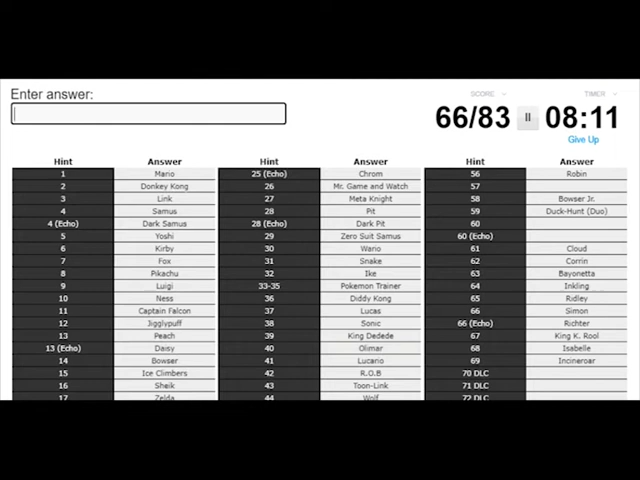 Enter answer:
SCORE
TIMER
66/83
08:11
Give Up
Hint Answer Hint Answer Hint Answer
1 Mario 25 (Echo) Chrom 56 Robin
2 Donkey Kong 26 Mr. Game and Watch 57
3 Link 27 Meta Knight 58 Bowser Jr.
4 Samus 28 Pit 59 Duck-Hunt (Duo)
4 (Echo) Dark Samus 28 (Echo) Dark Pit 60
5 Yoshi 29 Zero Suit Samus 60 (Echo)
6 Kirby 30 Wario 61 Cloud
7 Fox 31 Snake 62 Corrin
8 Pikachu 32 Ike 63 Bayonetta
9 Luigi 33-35 Pokemon Trainer 64 Inkling
10 Ness 36 Diddy Kong 65 Ridley
11 Captain Falcon 37 Lucas 66 Simon
12 Jigglypuff 38 Sonic 66 (Echo) Richter
13 Peach 39 King Dedede 67 King K. Rool
13 (Echo) Daisy 40 Olimar 68 Isabelle
14 Bowser 41 Lucario 69 Incineroar
15 Ice Climbers 42 R.O.B 70 DLC
16 Sheik 43 Toon-Link 71 DLC
17 Zelda 44 Wolf 72 DLC